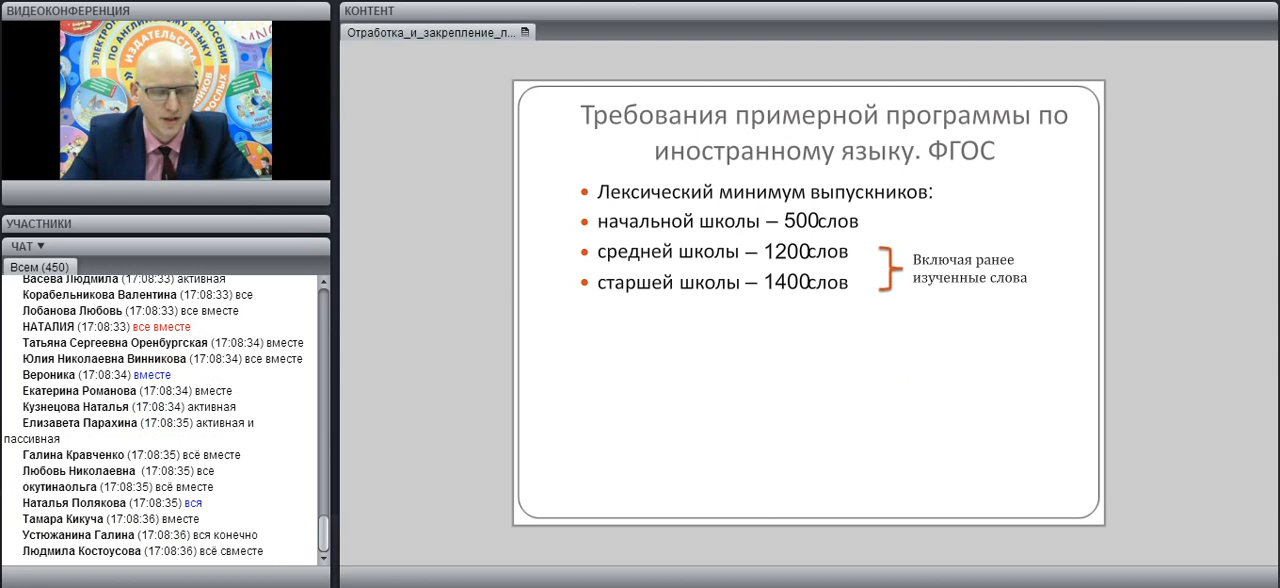 ВИДЕОКОНФЕРЕНЦИЯ
ЭЛЕКТРОН
ПО АНГЛИЙСКОМУ ЯЗЫКУ
ПОСОБИЯ
ИЗДАТЕЛЬСТВА
УЧАСТНИКИ
ЧАТ
Всем (450)
Васева Людмила (17:08:33) активная
Корабельникова Валентина (17:08:33) все
Лобанова Любовь (17:08:33) все вместе
НАТАЛИЯ (17:08:33) все вместе
Татьяна Сергеевна Оренбургская (17:08:34) вместе
Юлия Николаевна Винникова (17:08:34) все вместе
Вероника (17:08:34) вместе
Екатерина Романова (17:08:34) вместе
Кузнецова Наталья (17:08:34) активная
Елизавета Парахина (17:08:35) активная и
пассивная
Галина Кравченко (17:08:35) всё вместе
Любовь Николаевна (17:08:35) все
окутинаольга (17:08:35) всё вместе
Наталья Полякова (17:08:35) вся
Тамара Кикуча (17:08:36) вместе
Устюжанина Галина (17:08:36) вся конечно
Людмила Костоусова (17:08:36) всё свместе
КОНТЕНТ
Отработка_и_закрепление_л...
Требования примерной программы по
иностранному языку. ФГОС
• Лексический минимум выпускников:
• начальной школы – 500слов
• средней школы – 1200слов
• старшей школы – 1400слов
Включая ранее
изученные слова